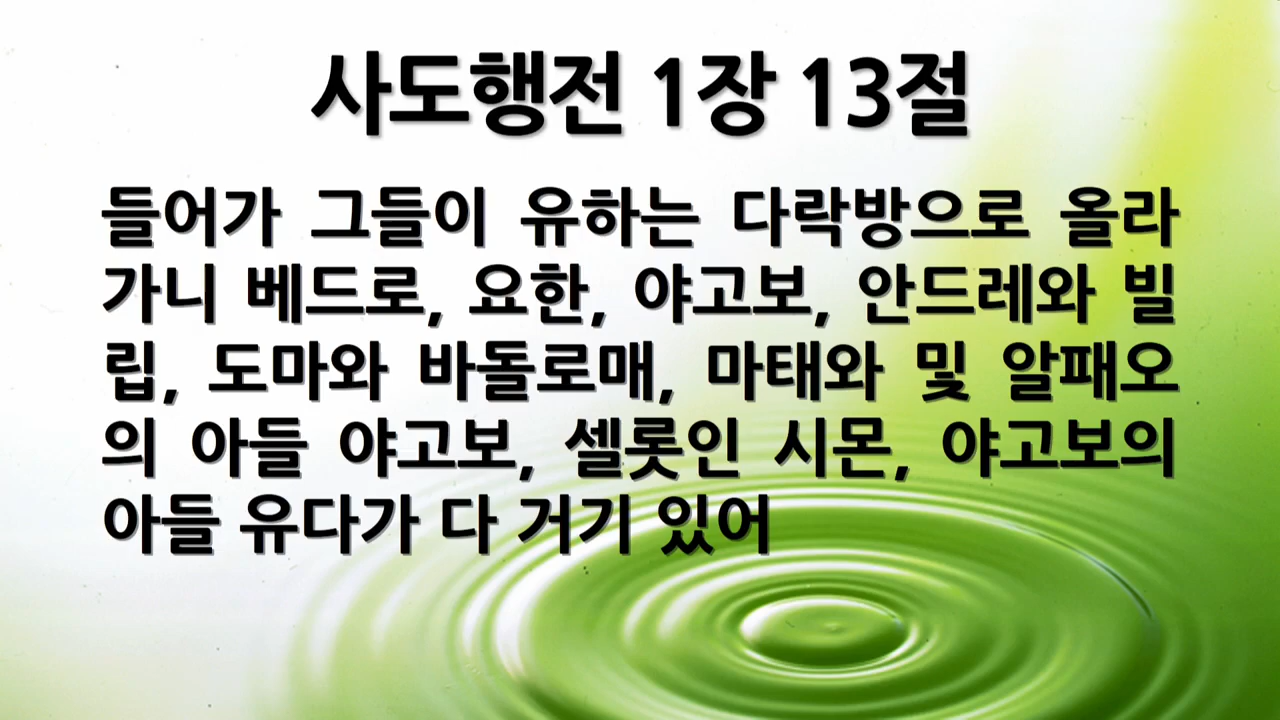 사도행전 1장 13절
들어가 그들이 유하는 다락방으로 올라
가니 베드로, 요한, 야고보, 안드레와 빌
립, 도마와 바돌로매, 마태와 및 알패오
의 아들 야고보, 셀롯인 시몬, 야고보의
아들 유다가 다 거기 있어